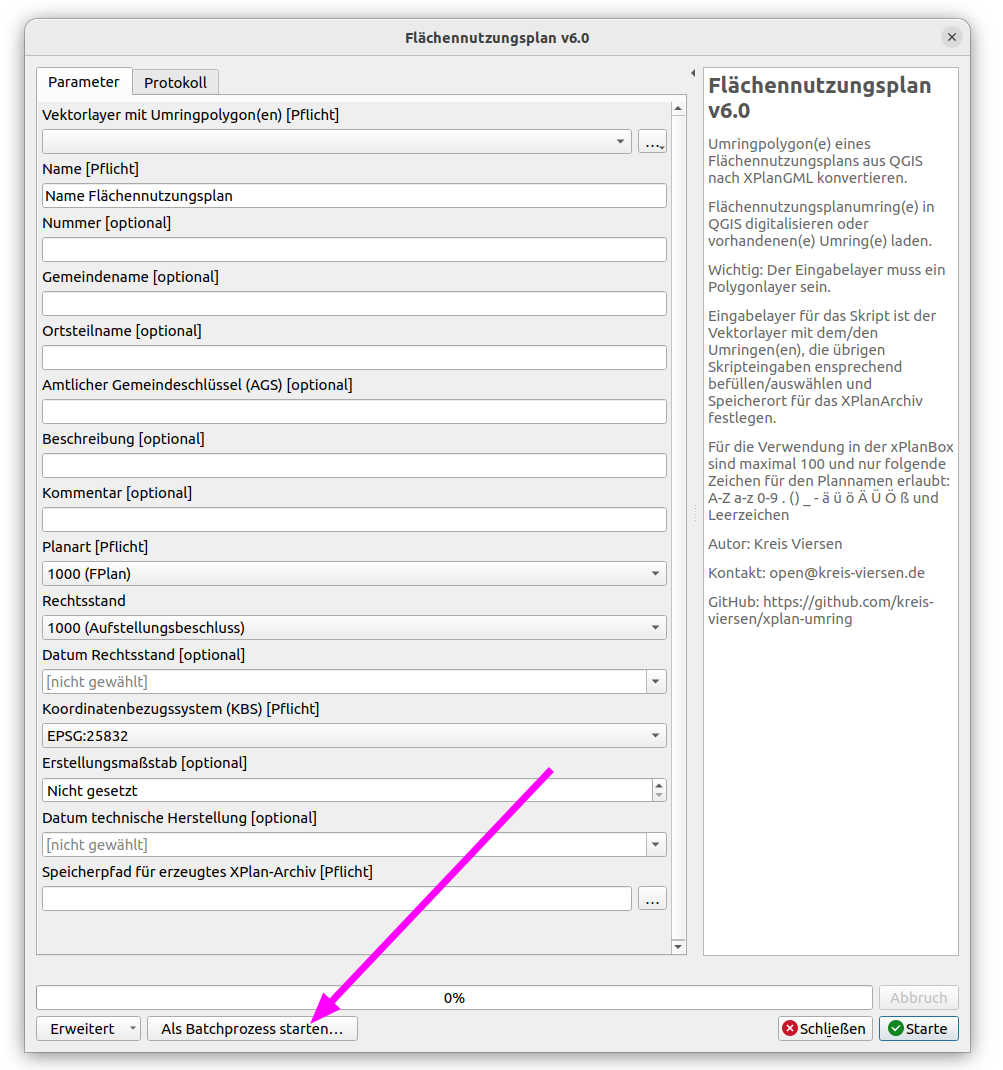 Flächennutzungsplan v6.0
Parameter
Protokoll
Vektorlayer mit Umringpolygon(en) [Pflicht]
...
Name [Pflicht]
Name Flächennutzungsplan
Nummer [optional]
Gemeindename [optional]
Ortsteilname [optional]
Amtlicher Gemeindeschlüssel (AGS) [optional]
Beschreibung [optional]
Kommentar [optional]
Planart [Pflicht]
1000 (FPlan)
Rechtsstand
1000 (Aufstellungsbeschluss)
Datum Rechtsstand [optional]
[nicht gewählt]
Koordinatenbezugssystem (KBS) [Pflicht]
EPSG:25832
Erstellungsmaßstab [optional]
Nicht gesetzt
Datum technische Herstellung [optional]
[nicht gewählt]
Speicherpfad für erzeugtes XPlan-Archiv [Pflicht]
...
Flächennutzungsplan
v6.0
Umringpolygon(e) eines
Flächennutzungsplans aus QGIS
nach XPlanGML konvertieren.
Flächennutzungsplanumring(e) in
QGIS digitalisieren oder
vorhandenen(e) Umring(e) laden.
Wichtig: Der Eingabelayer muss ein
Polygonlayer sein.
Eingabelayer für das Skript ist der
Vektorlayer mit dem/den
Umringen(en), die übrigen
Skripteingaben ensprechend
befüllen/auswählen und
Speicherort für das XPlanArchiv
festlegen.
Für die Verwendung in der xPlanBox
sind maximal 100 und nur folgende
Zeichen für den Plannamen erlaubt:
A-Z a-z 0-9 . () _ - ä ü ö Ä Ü Ö ß und
Leerzeichen
Autor: Kreis Viersen
Kontakt: open@kreis-viersen.de
GitHub: https://github.com/kreis-
viersen/xplan-umring
0%
Abbruch
Erweitert
Als Batchprozess starten...
Schließen
Starte